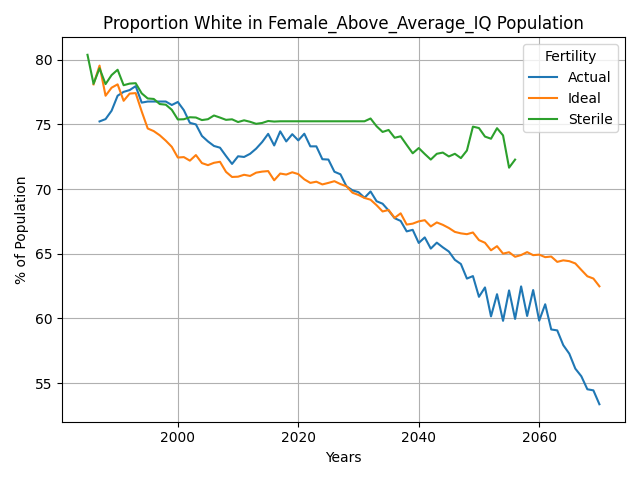 Proportion White in Female_Above_Average_IQ Population
Fertility
Actual
Ideal
Sterile
% of Population
80
75
70
65
60
55
2000
2020
2040
2060
Years